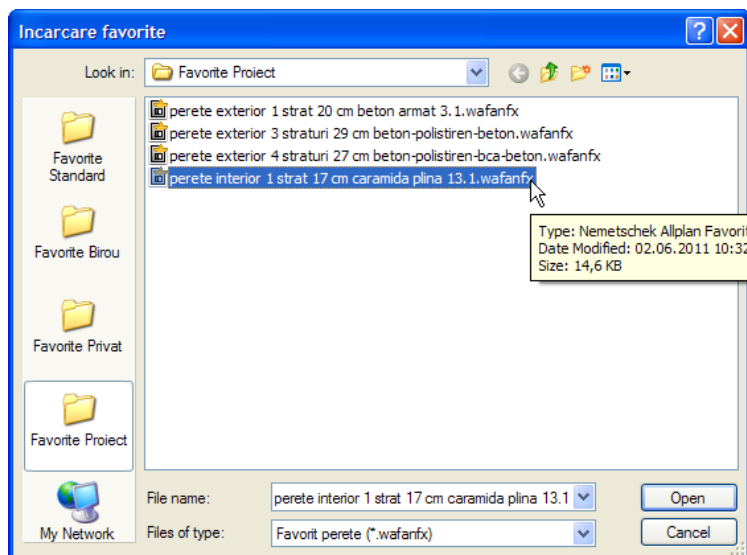 Incarcare favorite
Look in:
Favorite Proiect
perete exterior 1 strat 20 cm beton armat 3.1.wafanfx
perete exterior 3 straturi 29 cm beton-polistiren-beton.wafanfx
perete exterior 4 straturi 27 cm beton-polistiren-bca-beton.wafanfx
perete interior 1 strat 17 cm caramida plina 13.1.wafanfx
Type: Nemetschek Allplan Favorit
Date Modified: 02.06.2011 10:32
Size: 14,6 KB
Favorite
Standard
Favorite Birou
Favorite Privat
Favorite Proiect
My Network
File name:
perete interior 1 strat 17 cm caramida plina 13.1
Open
Files of type:
Favorit perete (*.wafanfx)
Cancel